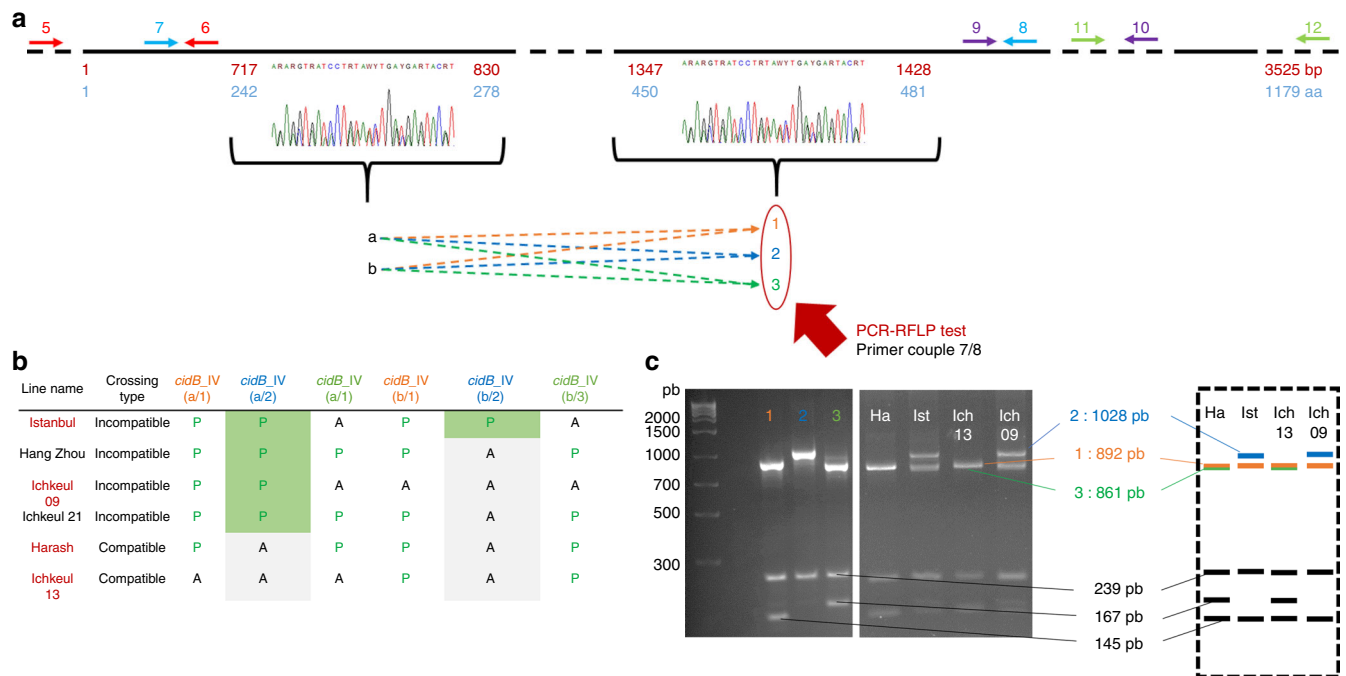 a
5 7 6 9 8 11 10 12
1 717 ARARGTRATCCTRTAWYTGAYGARTACRT 830 1347 ARARGTRATCCTRTAWYTGAYGARTACRT 1428 3525 bp
1 242 278 450 481 1179 aa
a 1
b 2
3
PCR-RFLP test
Primer couple 7/8
b
Line name Crossing type cidB_IV (a/1) cidB_IV (a/2) cidB_IV (a/1) cidB_IV (b/1) cidB_IV (b/2) cidB_IV (b/3)
Istanbul Incompatible P P A P P A
Hang Zhou Incompatible P P P P A P
Ichkeul 09 Incompatible P P A A A A
Ichkeul 21 Incompatible P P P P A P
Harash Compatible P A P P A P
Ichkeul 13 Compatible A A A P A P
c
pb
2000
1500
1000
700
500
300
1 2 3
Ha Ist Ich 13 Ich 09
2 : 1028 pb
1 : 892 pb
3 : 861 pb
239 pb
167 pb
145 pb
Ha Ist Ich 13 Ich 09